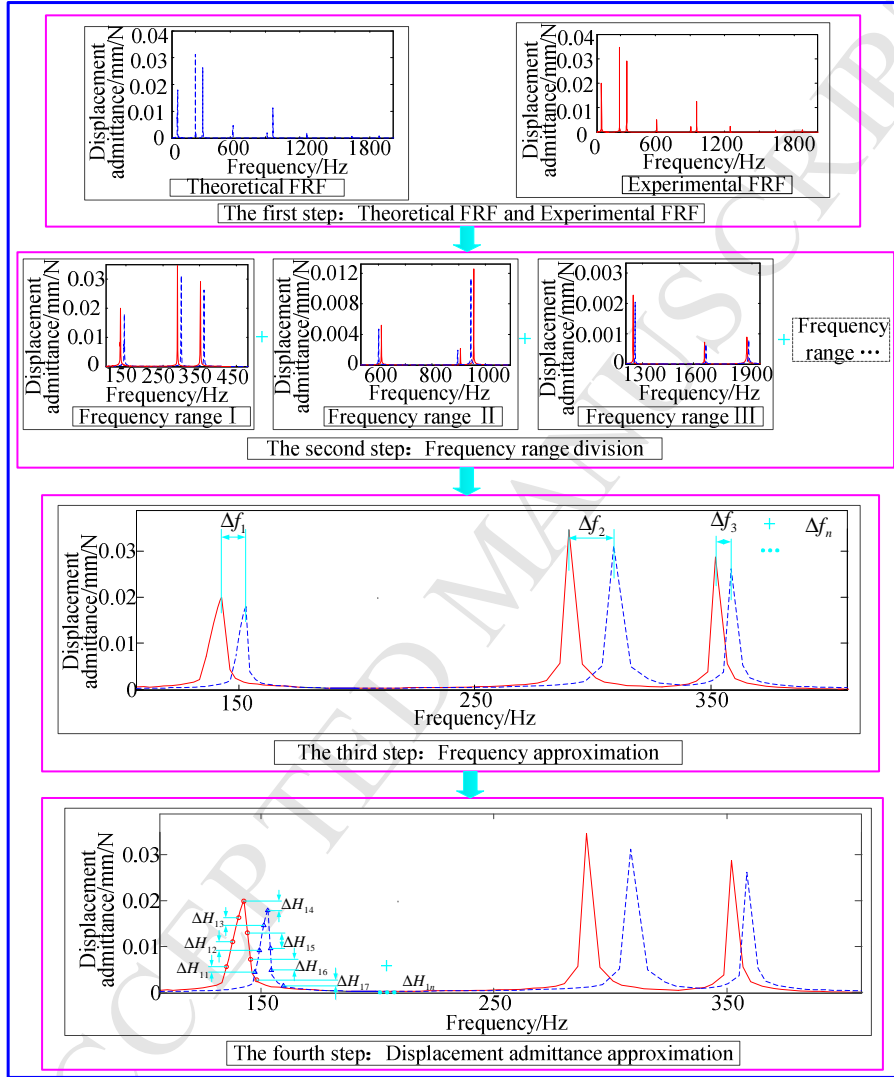 Displacement
admittance/mm/N
0.04
0.03
0.02
0.01
0
0 600 1200 1800
Frequency/Hz
Theoretical FRF
Displacement
admittance/mm/N
0.04
0.03
0.02
0.01
0
0 600 1200 1800
Frequency/Hz
Experimental FRF
The first step: Theoretical FRF and Experimental FRF
Displacement
admittance/mm/N
0.03
0.02
0.01
0
150 250 350 450
Frequency/Hz
Frequency range I
+
Displacement
admittance/mm/N
0.012
0.008
0.004
0
600 800 1000
Frequency/Hz
Frequency range II
+
Displacement
admittance/mm/N
0.003
0.002
0.001
0
1300 1600 1900
Frequency/Hz
Frequency range III
+
Frequency
range ···
The second step: Frequency range division
Displacement
admittance/mm/N
0.03
0.02
0.01
0
Δf1
Δf2
Δf3
+ Δfn
···
150 250 350
Frequency/Hz
The third step: Frequency approximation
Displacement
admittance/mm/N
0.03
0.02
0.01
0
ΔH14
ΔH13
ΔH12
ΔH15
ΔH11
ΔH16
ΔH17
+
··· ΔH1n
150 250 350
Frequency/Hz
The fourth step: Displacement admittance approximation
CCEPTED MANUSCRIP